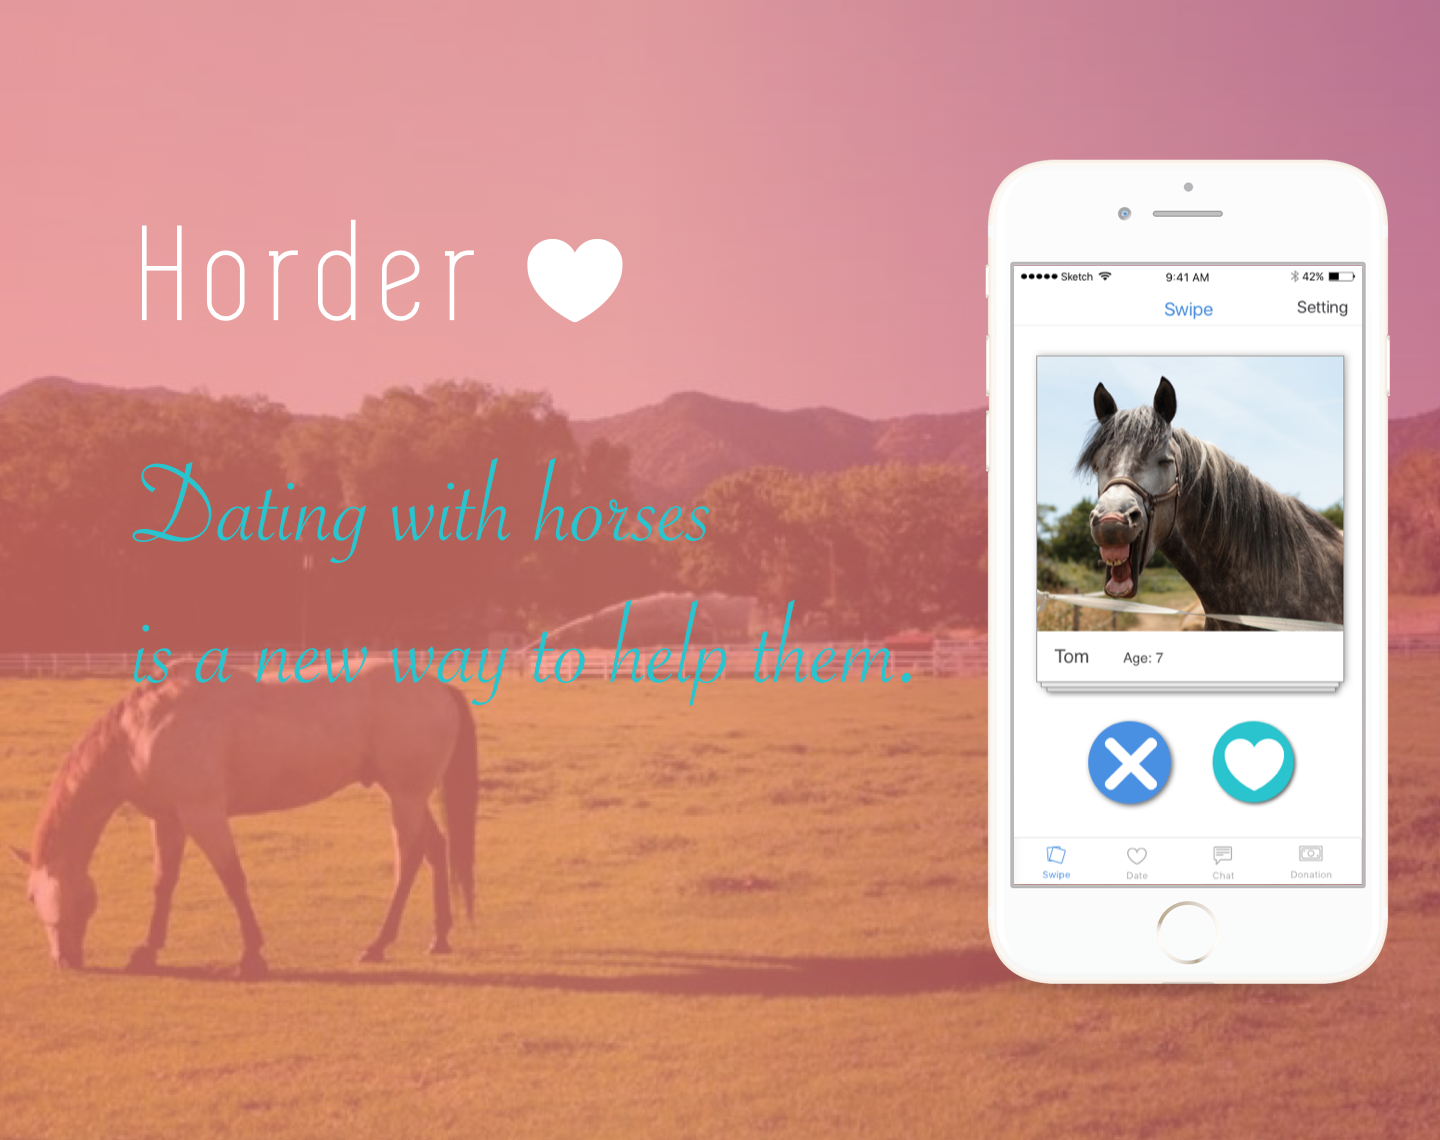 Horder
Dating with horses
is a new way to help them.
Sketch 9:41 AM 42%
Swipe Setting
Tom Age: 7
Swipe Date Chat Donation